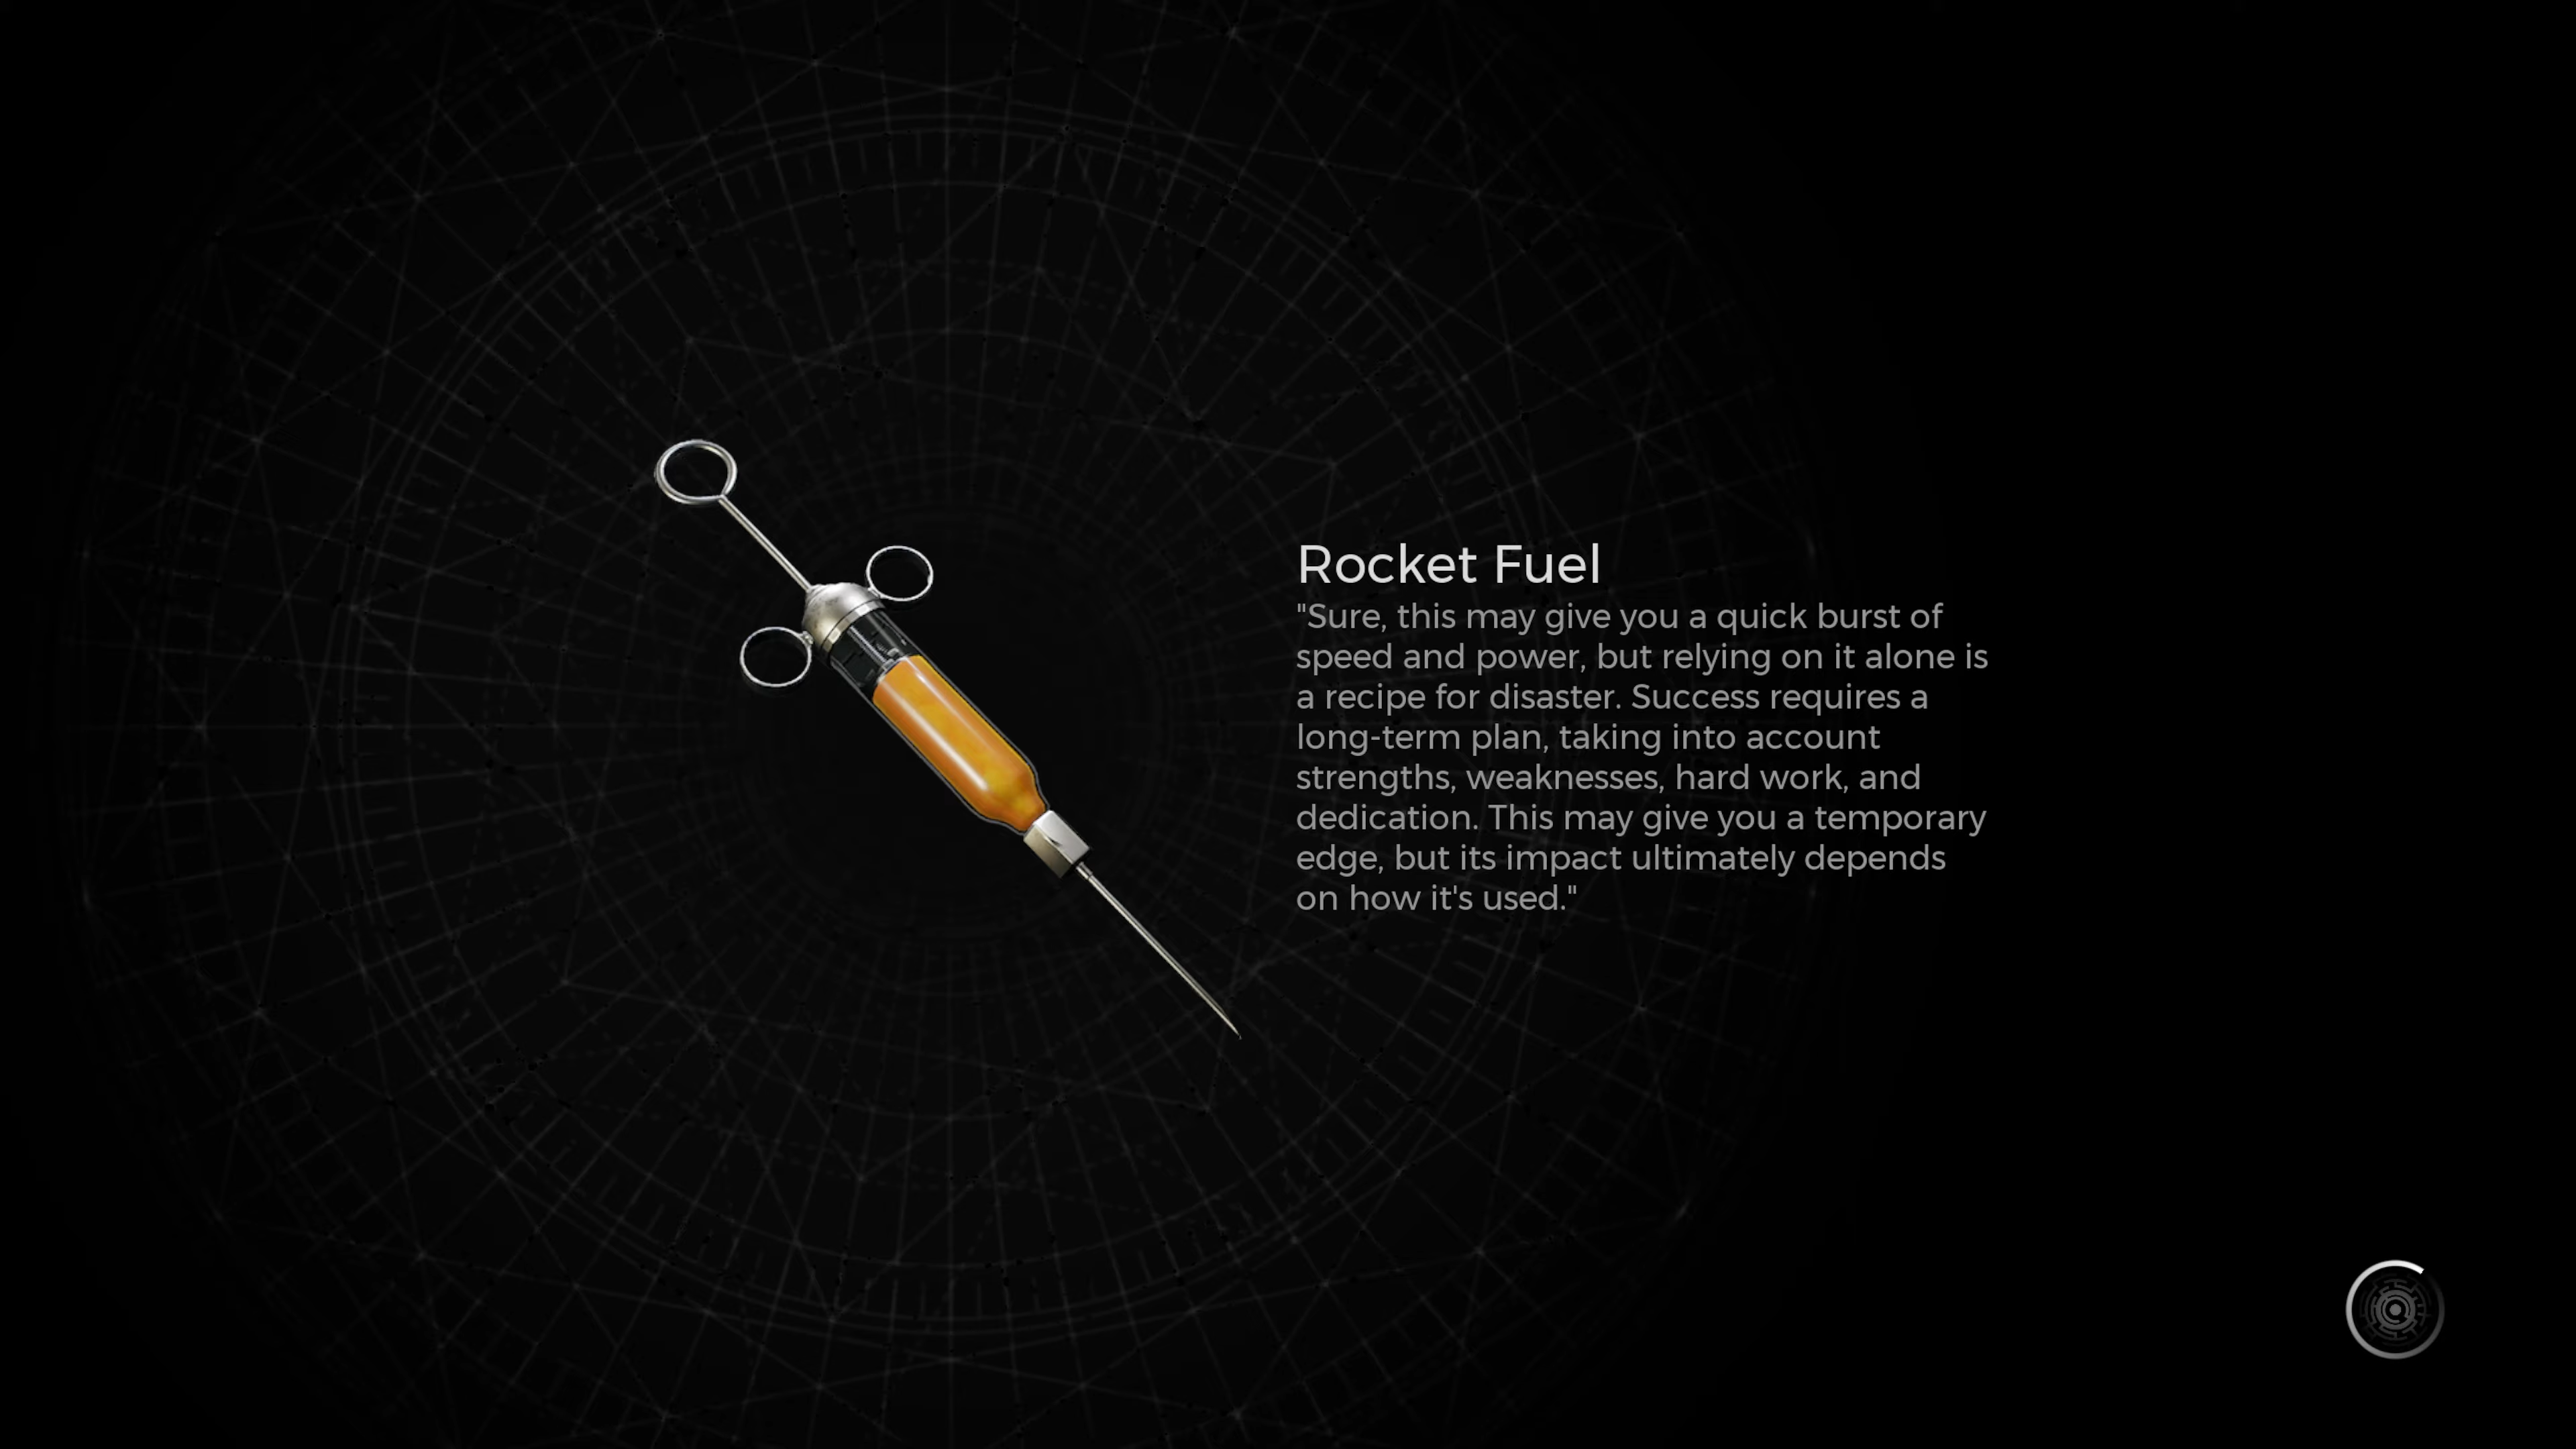 Rocket Fuel
"Sure, this may give you a quick burst of
speed and power, but relying on it alone is
a recipe for disaster. Success requires a
long-term plan, taking into account
strengths, weaknesses, hard work, and
dedication. This may give you a temporary
edge, but its impact ultimately depends
on how it's used."